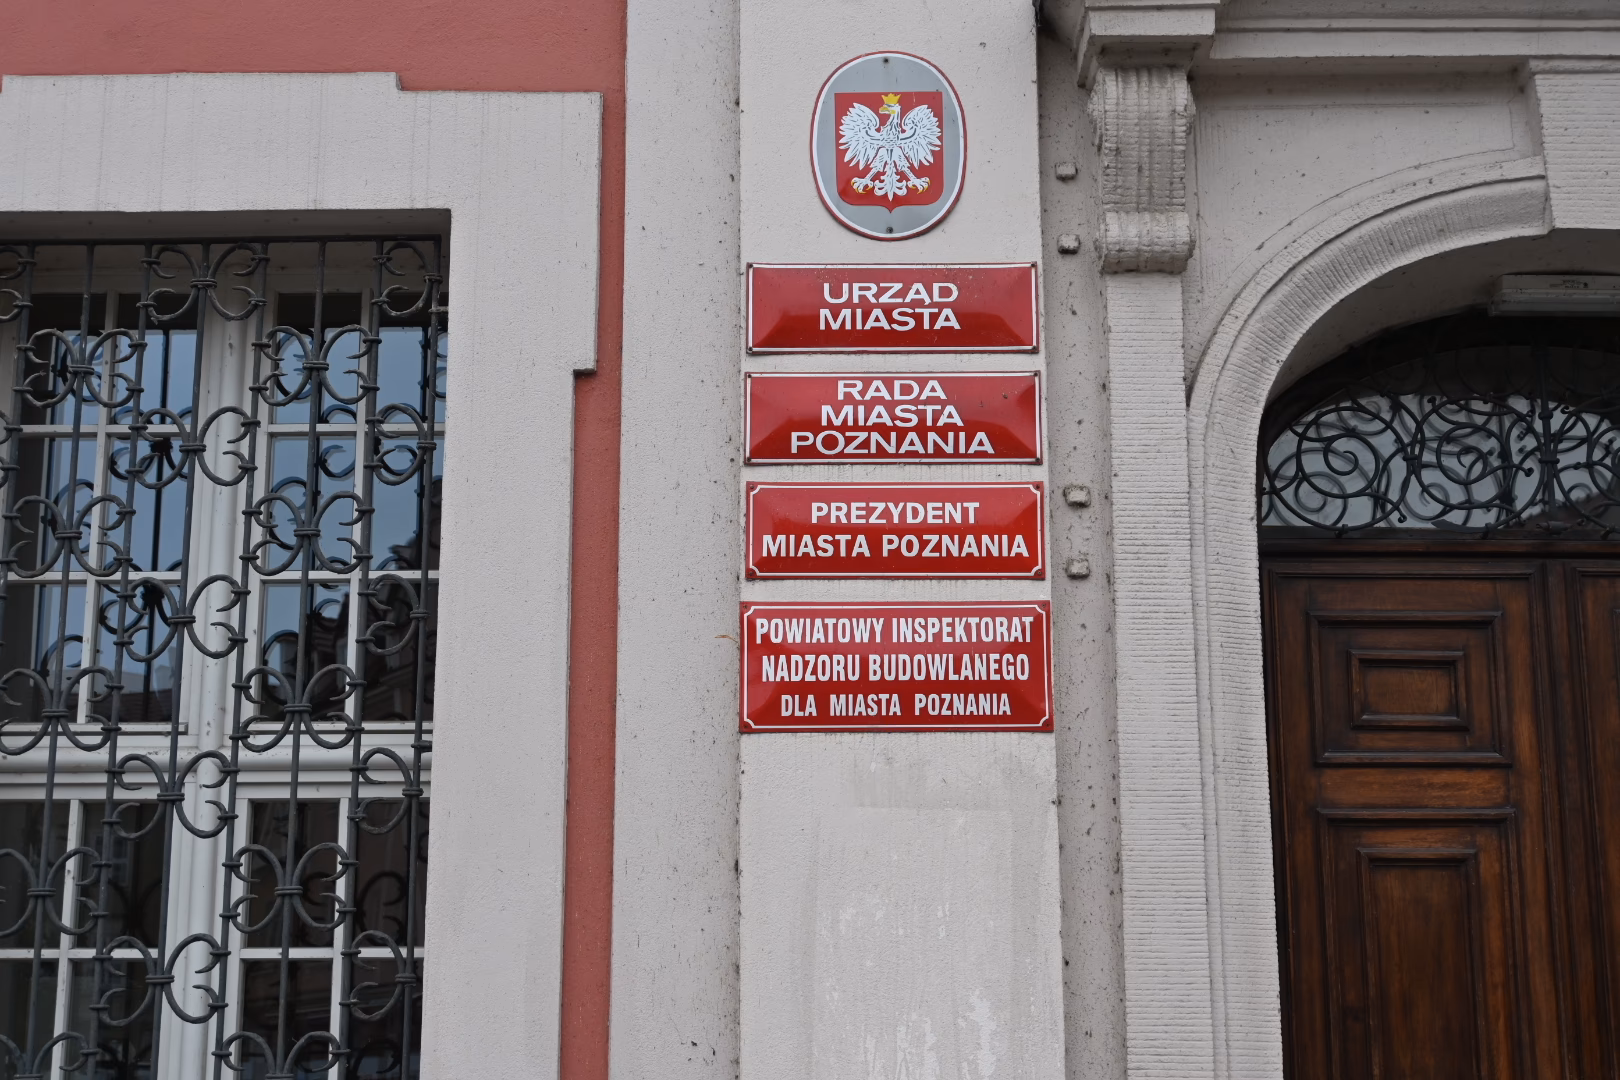 URZĄD
MIASTA
RADA
MIASTA
POZNANIA
PREZYDENT
MIASTA POZNANIA
POWIATOWY INSPEKTORAT
NADZORU BUDOWLANEGO
DLA MIASTA POZNANIA